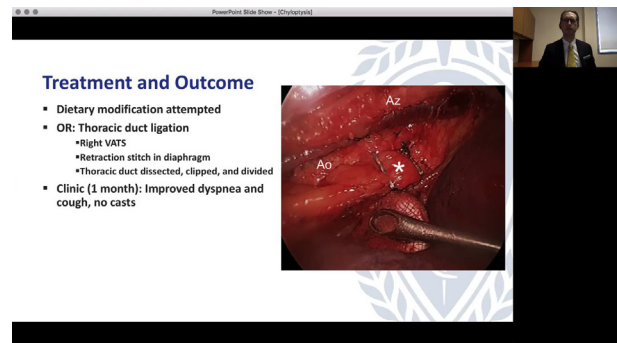 PowerPoint Slide Show - [Chyloptysis]
Treatment and Outcome
▪ Dietary modification attempted
▪ OR: Thoracic duct ligation
▪Right VATS
▪Retraction stitch in diaphragm
▪Thoracic duct dissected, clipped, and divided
▪ Clinic (1 month): Improved dyspnea and
cough, no casts
Az
Ao
*